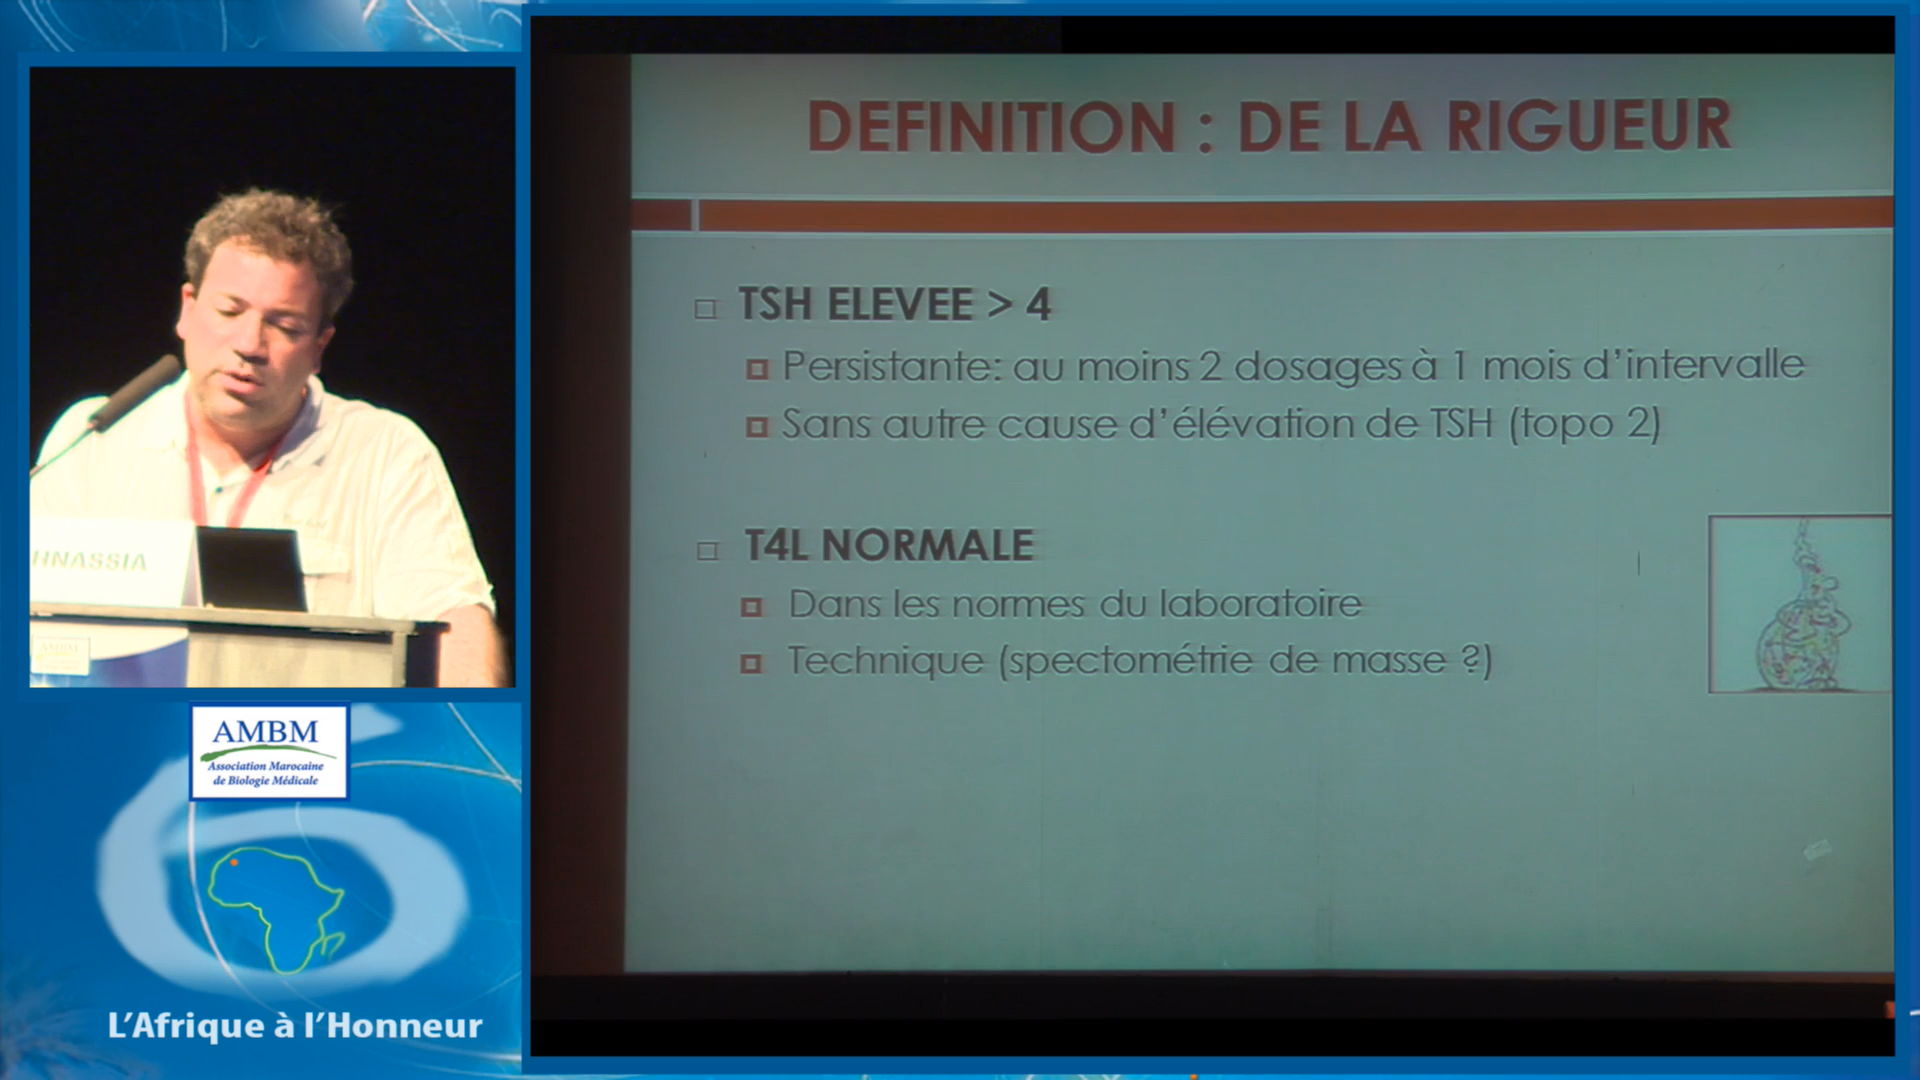 DEFINITION : DE LA RIGUEUR
TSH ELEVEE > 4
Persistante: au moins 2 dosages à 1 mois d'intervalle
Sans autre cause d'élévation de TSH (topo 2)
T4L NORMALE
Dans les normes du laboratoire
Technique (spectométrie de masse ?)
HNASSIA
AMBM
AMBM
Association Marocaine
de Biologie Médicale
L'Afrique à l'Honneur